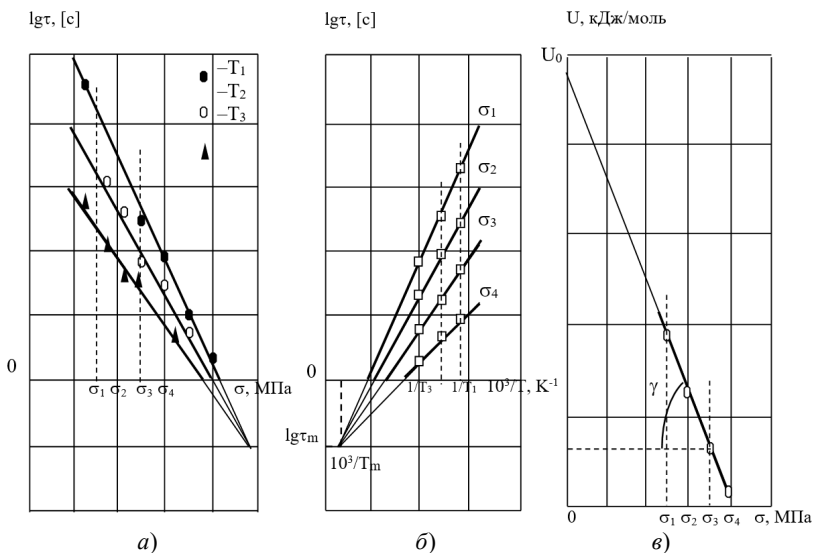 lgτ, [c]
–T₁
–T₂
–T₃
0
σ₁ σ₂ σ₃ σ₄ σ, МПа
а)
lgτ, [c]
σ₁
σ₂
σ₃
σ₄
0
1/T₃ 1/T₁ 10³/T, K⁻¹
lgτₘ
10³/Tₘ
б)
U, кДж/моль
U₀
γ
0 σ₁ σ₂ σ₃ σ₄ σ, МПа
в)